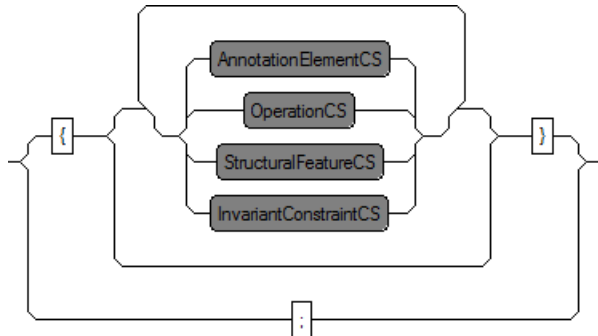 AnnotationElementCS
OperationCS
{
}
StructuralFeatureCS
InvariantConstraintCS
;